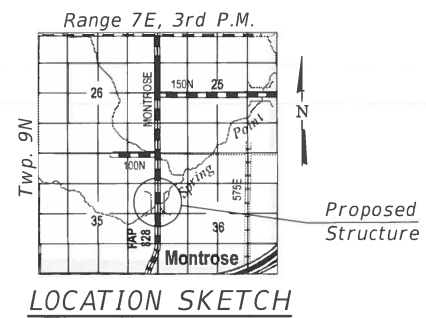 Range 7E, 3rd P.M.
Twp. 9N
26
MONTROSE
150N
25
N
Point
100N
Spring
575E
35
FAP
828
36
Montrose
Proposed
Structure
LOCATION SKETCH